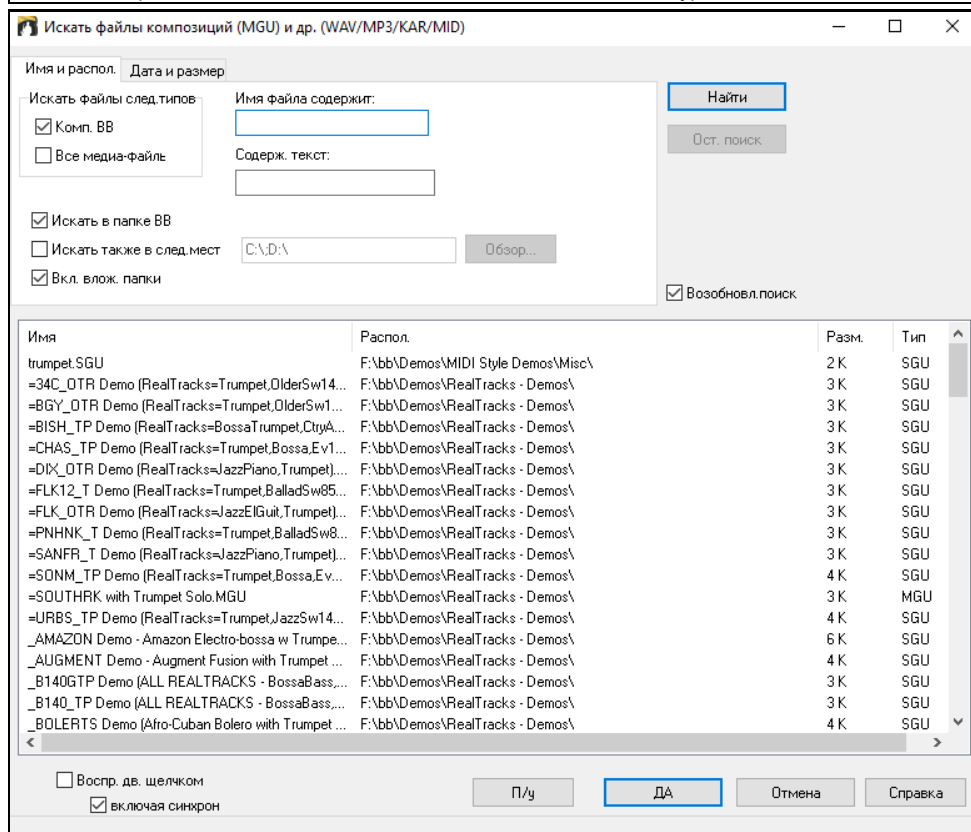 Искать файлы композиций (MGU) и др. (WAV/MP3/KAR/MID)
Имя и распол. Дата и размер
Искать файлы след.типов Имя файла содержит: Найти
Комп. BB
Ост. поиск
Все медиа-файль Содерж. текст:
Искать в папке BB
Искать также в след.мест C:\;D:\ Обзор...
Вкл. влож. папки
Возобновл.поиск
Имя Распол. Разм. Тип
trumpet.SGU F:\bb\Demos\MIDI Style Demos\Misc\ 2 K SGU
=34C_OTR Demo (RealTracks=Trumpet,OlderSw14... F:\bb\Demos\RealTracks - Demos\ 3 K SGU
=BGY_OTR Demo (RealTracks=Trumpet,OlderSw1... F:\bb\Demos\RealTracks - Demos\ 3 K SGU
=BISH_TP Demo (RealTracks=BossaTrumpet,CtryA... F:\bb\Demos\RealTracks - Demos\ 3 K SGU
=CHAS_TP Demo (RealTracks=Trumpet,Bossa,Ev1... F:\bb\Demos\RealTracks - Demos\ 3 K SGU
=DIX_OTR Demo (RealTracks=JazzPiano,Trumpet).... F:\bb\Demos\RealTracks - Demos\ 3 K SGU
=FLK12_T Demo (RealTracks=Trumpet,BalladSw85... F:\bb\Demos\RealTracks - Demos\ 3 K SGU
=FLK_OTR Demo (RealTracks=JazzElGuit,Trumpet)... F:\bb\Demos\RealTracks - Demos\ 3 K SGU
=PNHNK_T Demo (RealTracks=Trumpet,BalladSw8... F:\bb\Demos\RealTracks - Demos\ 3 K SGU
=SANFR_T Demo (RealTracks=JazzPiano,Trumpet)... F:\bb\Demos\RealTracks - Demos\ 3 K SGU
=SONM_TP Demo (RealTracks=Trumpet,Bossa,Ev... F:\bb\Demos\RealTracks - Demos\ 4 K SGU
=SOUTHRK with Trumpet Solo.MGU F:\bb\Demos\RealTracks - Demos\ 3 K MGU
=URBS_TP Demo (RealTracks=Trumpet,JazzSw14... F:\bb\Demos\RealTracks - Demos\ 4 K SGU
_AMAZON Demo - Amazon Electro-bossa w Trumpe... F:\bb\Demos\RealTracks - Demos\ 6 K SGU
_AUGMENT Demo - Augment Fusion with Trumpet ... F:\bb\Demos\RealTracks - Demos\ 4 K SGU
_B140GTP Demo (ALL REALTRACKS - BossaBass,... F:\bb\Demos\RealTracks - Demos\ 3 K SGU
_B140_TP Demo (ALL REALTRACKS - BossaBass,... F:\bb\Demos\RealTracks - Demos\ 3 K SGU
_BOLERTS Demo (Afro-Cuban Bolero with Trumpet ... F:\bb\Demos\RealTracks - Demos\ 4 K SGU
Воспр. дв. щелчком
включая синхрон П/у ДА Отмена Справка